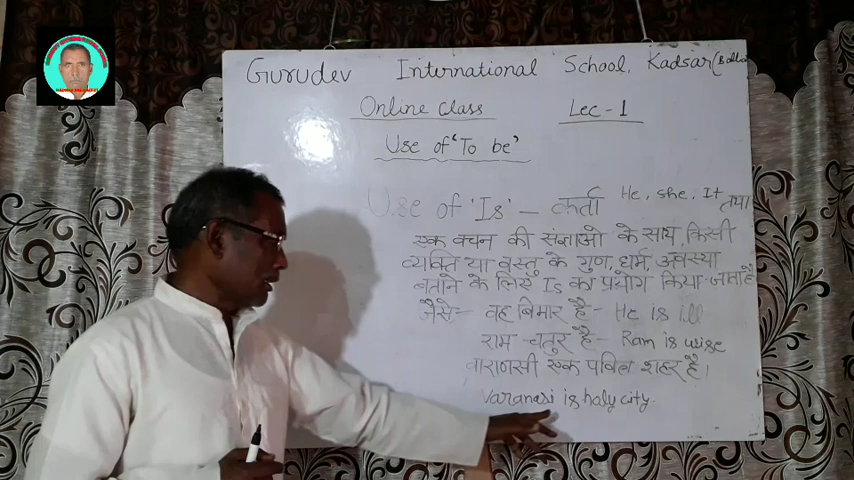 Gurudev International School, Kadsar (Ballia
Online class Lec-1
Use of 'To be'
Use of 'Is' - कर्ता He, she, It तथा
एक वचन की संज्ञाओ के साथ, किसी
व्यक्ति या वस्तु के गुण, धर्म, अवस्था
बताने के लिए Is का प्रयोग किया जाता है
जैसे:- वह बिमार है - He is ill
राम चतुर है - Ram is wise
वाराणसी एक पवित्र शहर है।
Varanasi is holy city.